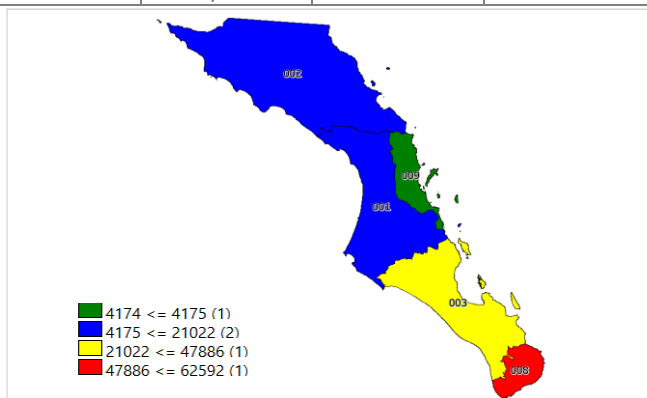 002
009
001
003
008
4174 <= 4175 (1)
4175 <= 21022 (2)
21022 <= 47886 (1)
47886 <= 62592 (1)